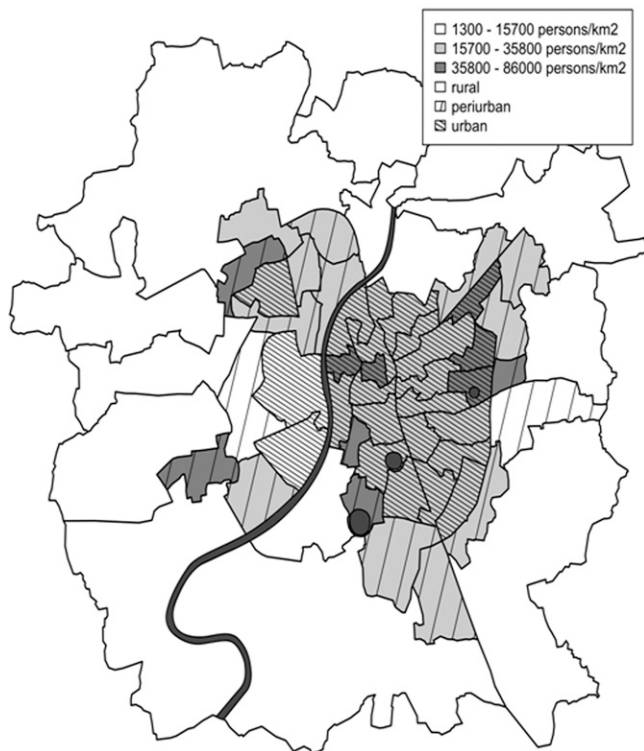 1300 - 15700 persons/km2
15700 - 35800 persons/km2
35800 - 86000 persons/km2
rural
periurban
urban